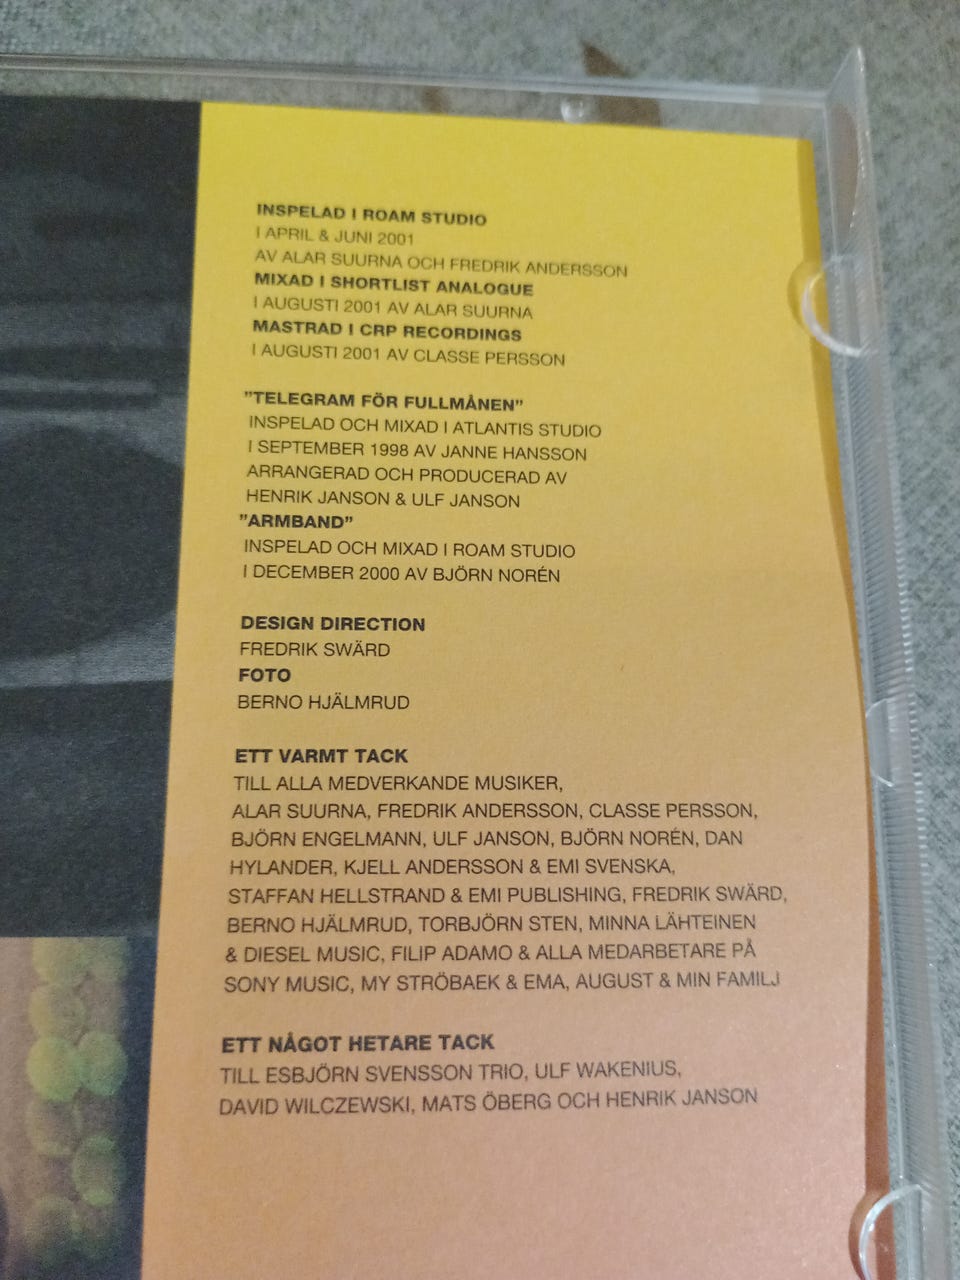 INSPELAD I ROAM STUDIO
I APRIL & JUNI 2001
AV ALAR SUURNA OCH FREDRIK ANDERSSON
MIXAD I SHORTLIST ANALOGUE
I AUGUSTI 2001 AV ALAR SUURNA
MASTRAD I CRP RECORDINGS
I AUGUSTI 2001 AV CLASSE PERSSON
”TELEGRAM FÖR FULLMÅNEN”
INSPELAD OCH MIXAD I ATLANTIS STUDIO
I SEPTEMBER 1998 AV JANNE HANSSON
ARRANGERAD OCH PRODUCERAD AV
HENRIK JANSON & ULF JANSON
”ARMBAND”
INSPELAD OCH MIXAD I ROAM STUDIO
I DECEMBER 2000 AV BJÖRN NORÉN
DESIGN DIRECTION
FREDRIK SWÄRD
FOTO
BERNO HJÄLMRUD
ETT VARMT TACK
TILL ALLA MEDVERKANDE MUSIKER,
ALAR SUURNA, FREDRIK ANDERSSON, CLASSE PERSSON,
BJÖRN ENGELMANN, ULF JANSON, BJÖRN NORÉN, DAN
HYLANDER, KJELL ANDERSSON & EMI SVENSKA,
STAFFAN HELLSTRAND & EMI PUBLISHING, FREDRIK SWÄRD,
BERNO HJÄLMRUD, TORBJÖRN STEN, MINNA LÄHTEINEN
& DIESEL MUSIC, FILIP ADAMO & ALLA MEDARBETARE PÅ
SONY MUSIC, MY STRÖBAEK & EMA, AUGUST & MIN FAMILJ
ETT NÅGOT HETARE TACK
TILL ESBJÖRN SVENSSON TRIO, ULF WAKENIUS,
DAVID WILCZEWSKI, MATS ÖBERG OCH HENRIK JANSON